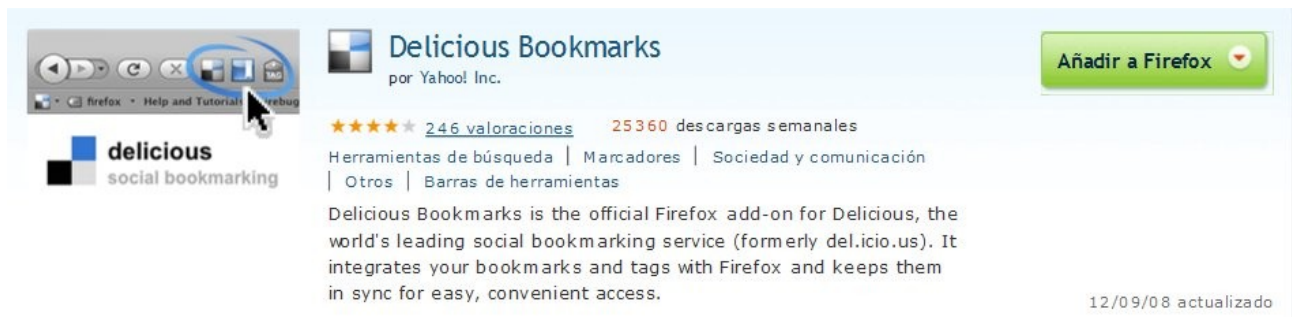 TAG
firefox • Help and Tutorials
delicious
social bookmarking
Delicious Bookmarks
por Yahoo! Inc.
246 valoraciones 25360 descargas semanales
Herramientas de búsqueda | Marcadores | Sociedad y comunicación
| Otros | Barras de herramientas
Delicious Bookmarks is the official Firefox add-on for Delicious, the
world's leading social bookmarking service (formerly del.icio.us). It
integrates your bookmarks and tags with Firefox and keeps them
in sync for easy, convenient access.
Añadir a Firefox
12/09/08 actualizado